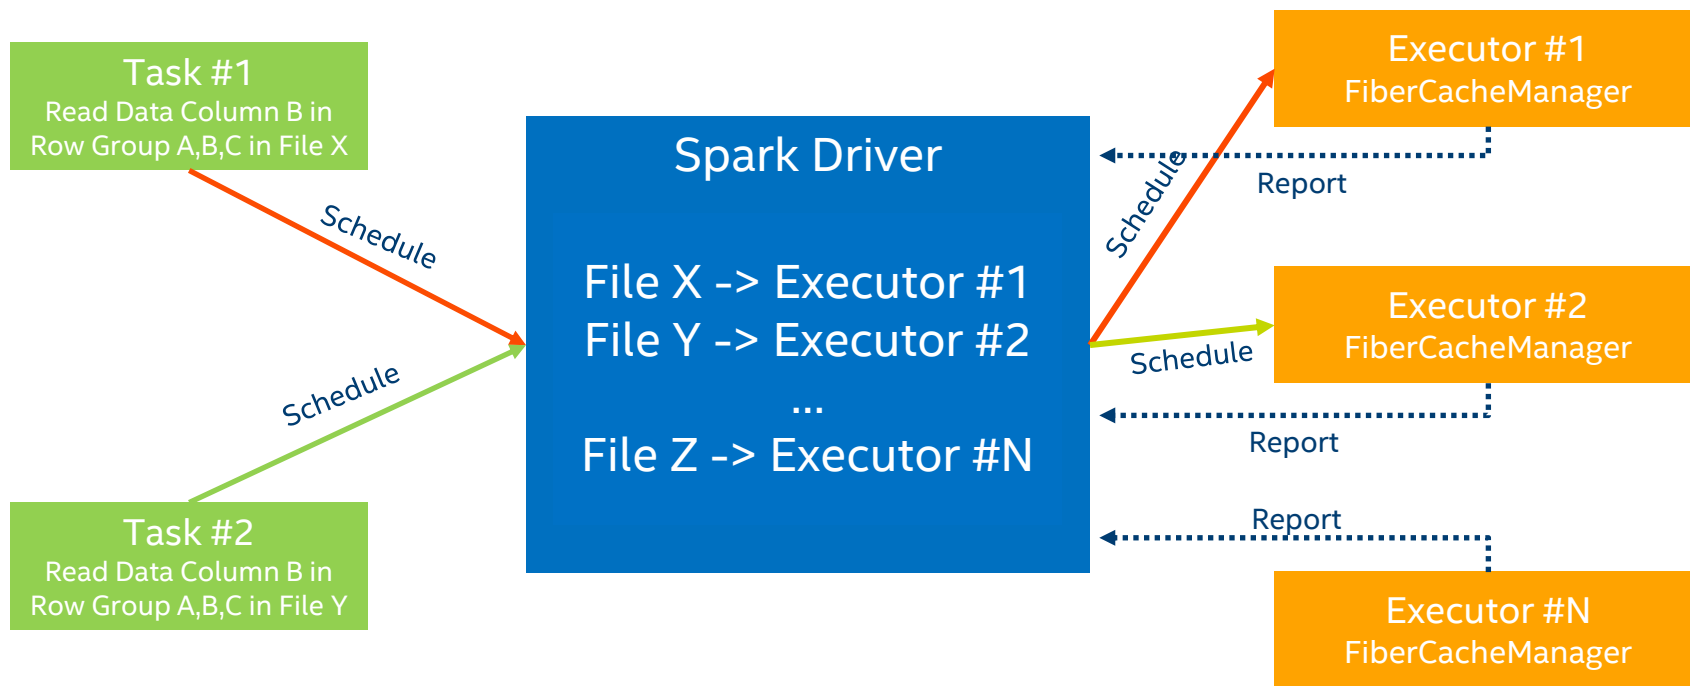 Task #1
Read Data Column B in
Row Group A,B,C in File X
Schedule
Schedule
Task #2
Read Data Column B in
Row Group A,B,C in File Y
Spark Driver
File X -> Executor #1
File Y -> Executor #2
...
File Z -> Executor #N
Schedule
Schedule
Executor #1
FiberCacheManager
Report
Executor #2
FiberCacheManager
Report
Report
Executor #N
FiberCacheManager